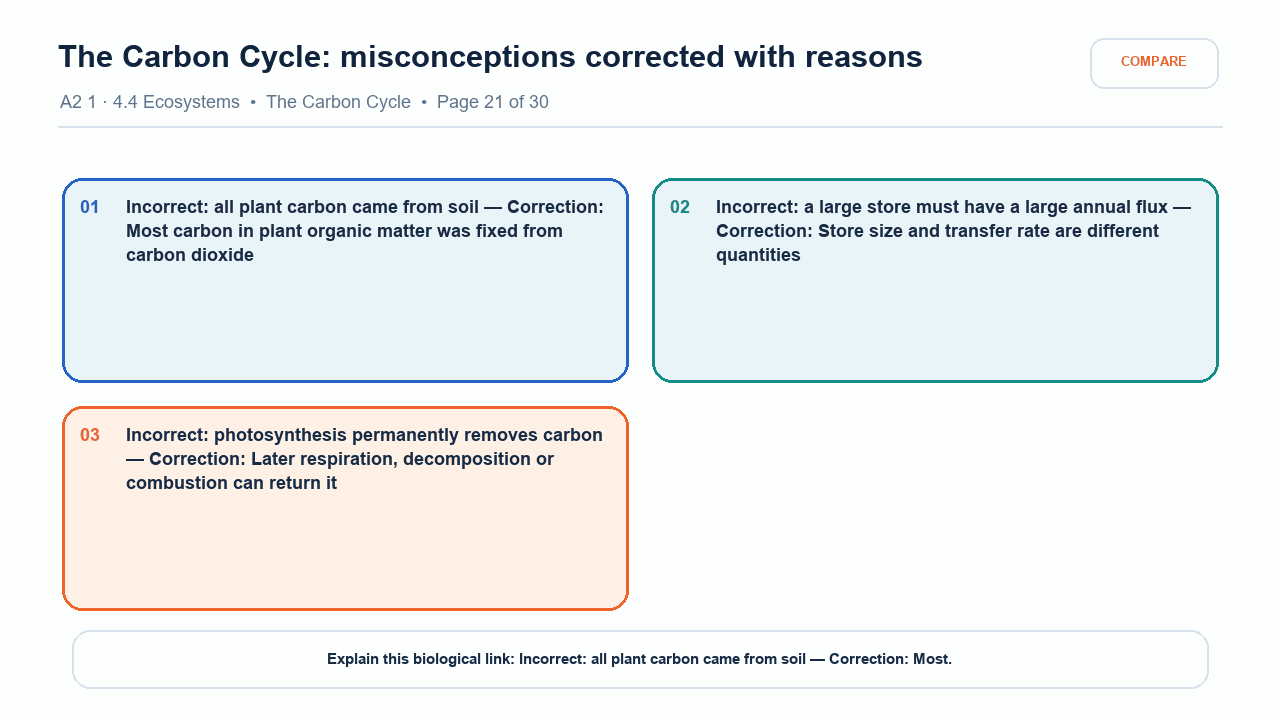 The Carbon Cycle: misconceptions corrected with reasons
COMPARE
A2 1 · 4.4 Ecosystems • The Carbon Cycle • Page 21 of 30
01
Incorrect: all plant carbon came from soil — Correction:
Most carbon in plant organic matter was fixed from
carbon dioxide
02
Incorrect: a large store must have a large annual flux —
Correction: Store size and transfer rate are different
quantities
03
Incorrect: photosynthesis permanently removes carbon
— Correction: Later respiration, decomposition or
combustion can return it
Explain this biological link: Incorrect: all plant carbon came from soil — Correction: Most.